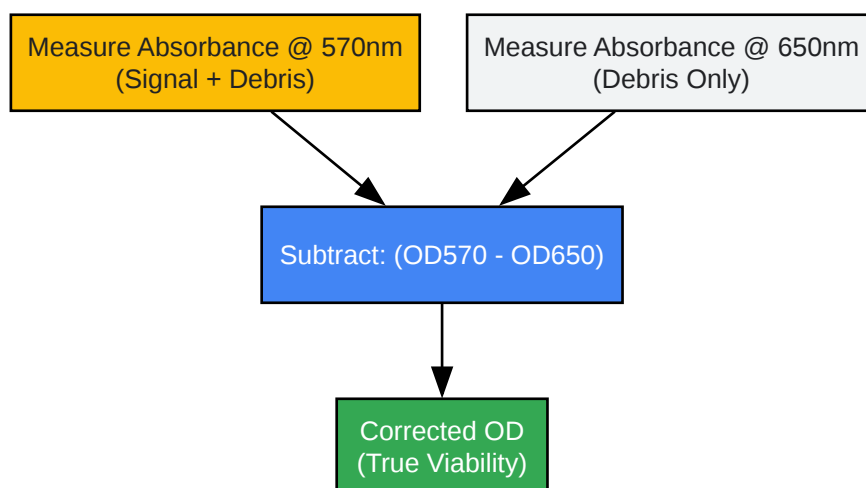 Measure Absorbance @ 570nm
(Signal + Debris)
Measure Absorbance @ 650nm
(Debris Only)
Subtract: (OD570 - OD650)
Corrected OD
(True Viability)